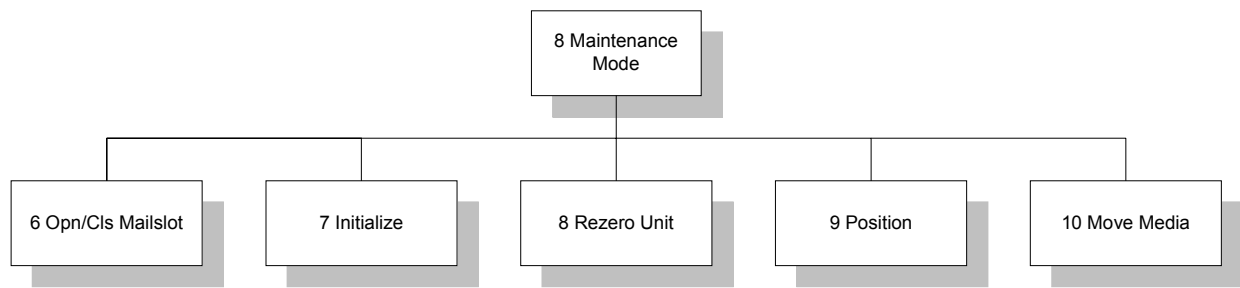 8 Maintenance
Mode
6 Opn/Cls Mailslot
7 Initialize
8 Rezero Unit
9 Position
10 Move Media